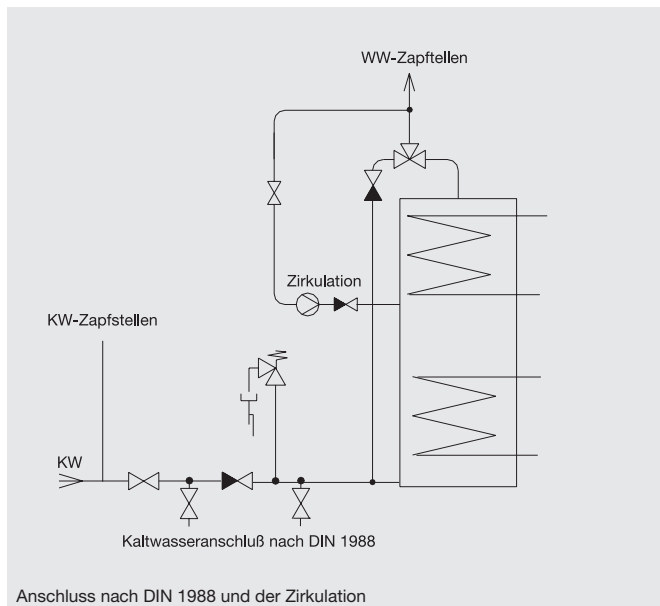 WW-Zapftellen
Zirkulation
KW-Zapfstellen
KW
Kaltwasseranschluß nach DIN 1988
Anschluss nach DIN 1988 und der Zirkulation